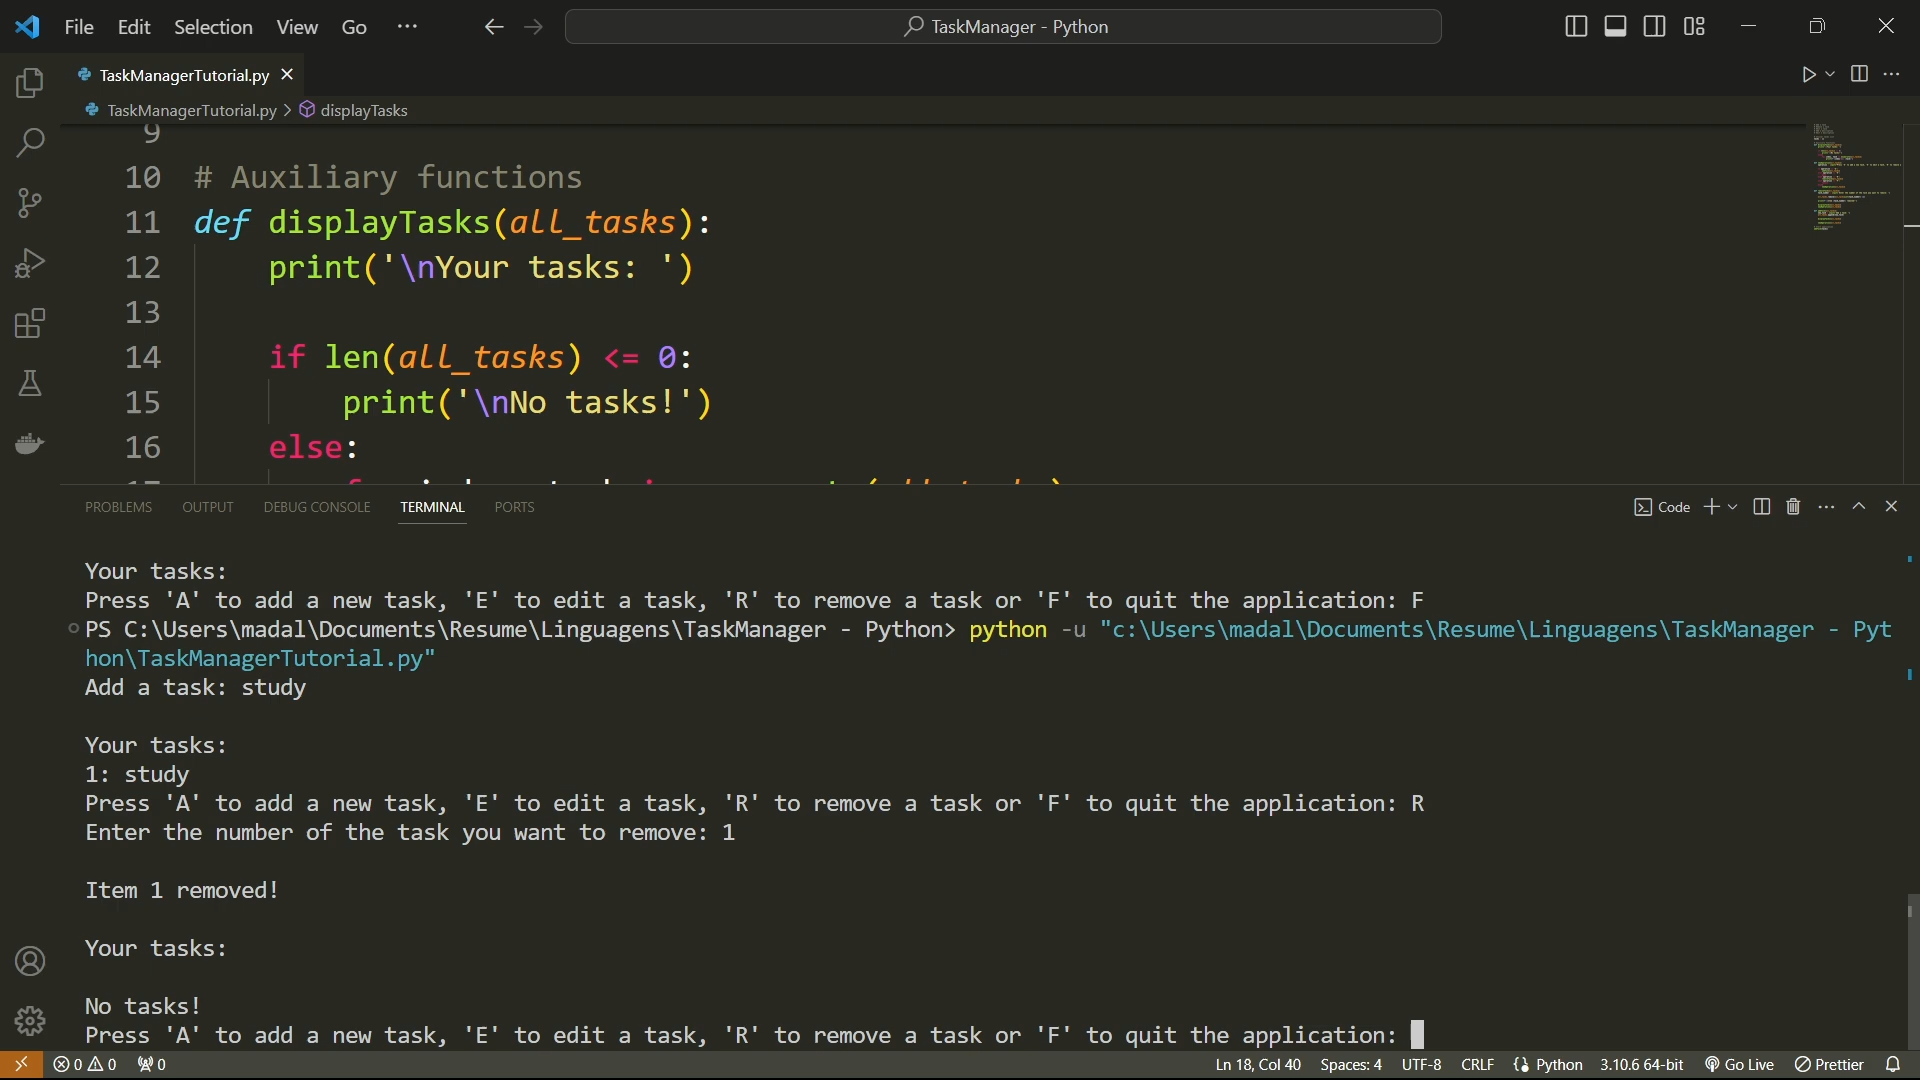 File Edit Selection View Go ··· TaskManager - Python
TaskManagerTutorial.py
TaskManagerTutorial.py > displayTasks
9
10 # Auxiliary functions
11 def displayTasks(all_tasks):
12 print('\nYour tasks: ')
13
14 if len(all_tasks) <= 0:
15 print('\nNo tasks!')
16 else:
PROBLEMS OUTPUT DEBUG CONSOLE TERMINAL PORTS Code
Your tasks:
Press 'A' to add a new task, 'E' to edit a task, 'R' to remove a task or 'F' to quit the application: F
PS C:\Users\madal\Documents\Resume\Linguagens\TaskManager - Python> python -u "c:\Users\madal\Documents\Resume\Linguagens\TaskManager - Pyt
hon\TaskManagerTutorial.py"
Add a task: study
Your tasks:
1: study
Press 'A' to add a new task, 'E' to edit a task, 'R' to remove a task or 'F' to quit the application: R
Enter the number of the task you want to remove: 1
Item 1 removed!
Your tasks:
No tasks!
Press 'A' to add a new task, 'E' to edit a task, 'R' to remove a task or 'F' to quit the application:
0 0 0 Ln 18, Col 40 Spaces: 4 UTF-8 CRLF Python 3.10.6 64-bit Go Live Prettier